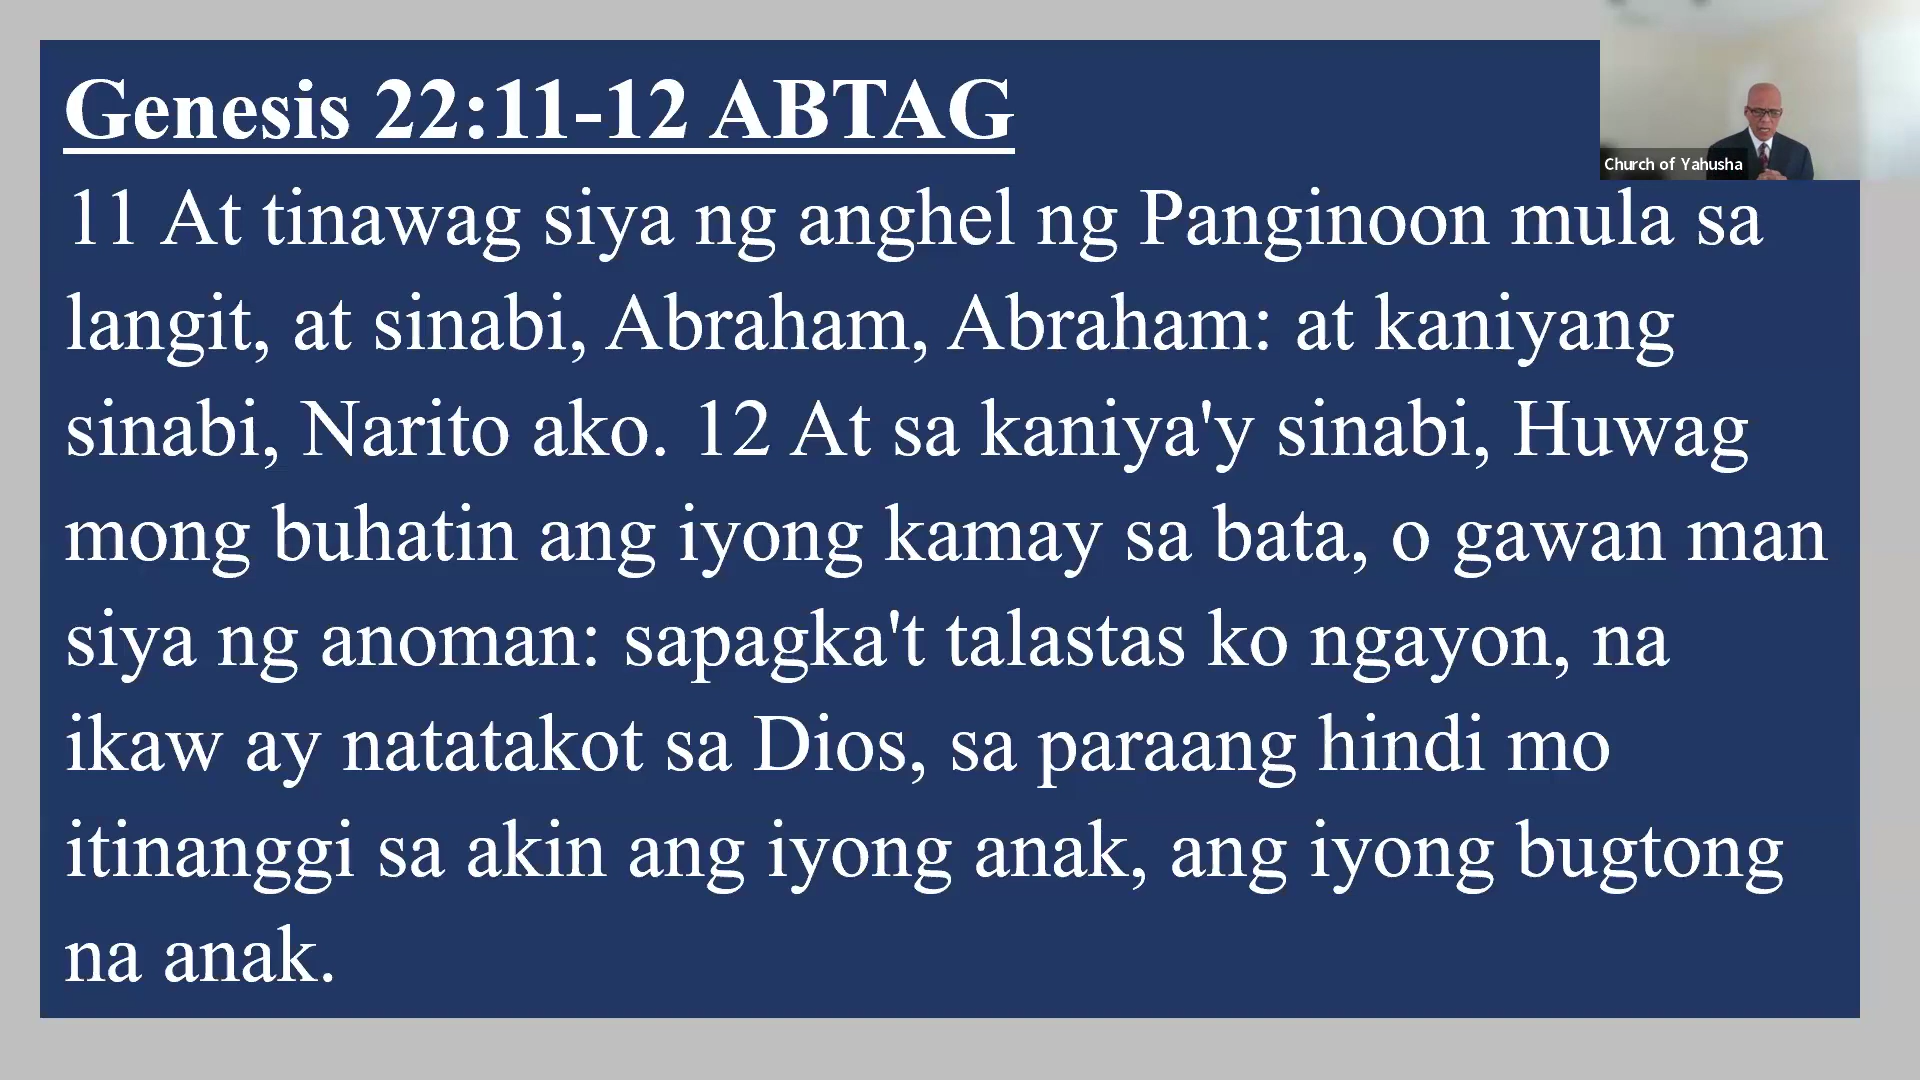 Genesis 22:11-12 ABTAG
Church of Yahusha
11 At tinawag siya ng anghel ng Panginoon mula sa
langit, at sinabi, Abraham, Abraham: at kaniyang
sinabi, Narito ako. 12 At sa kaniya'y sinabi, Huwag
mong buhatin ang iyong kamay sa bata, o gawan man
siya ng anoman: sapagka't talastas ko ngayon, na
ikaw ay natatakot sa Dios, sa paraang hindi mo
itinanggi sa akin ang iyong anak, ang iyong bugtong
na anak.